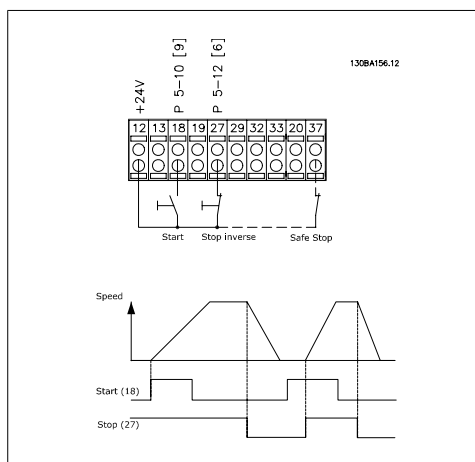 130BA156.12
+24V
P 5-10 [9]
P 5-12 [6]
12 13 18 19 27 29 32 33 20 37
Start
Stop inverse
Safe Stop
Speed
Start (18)
Stop (27)